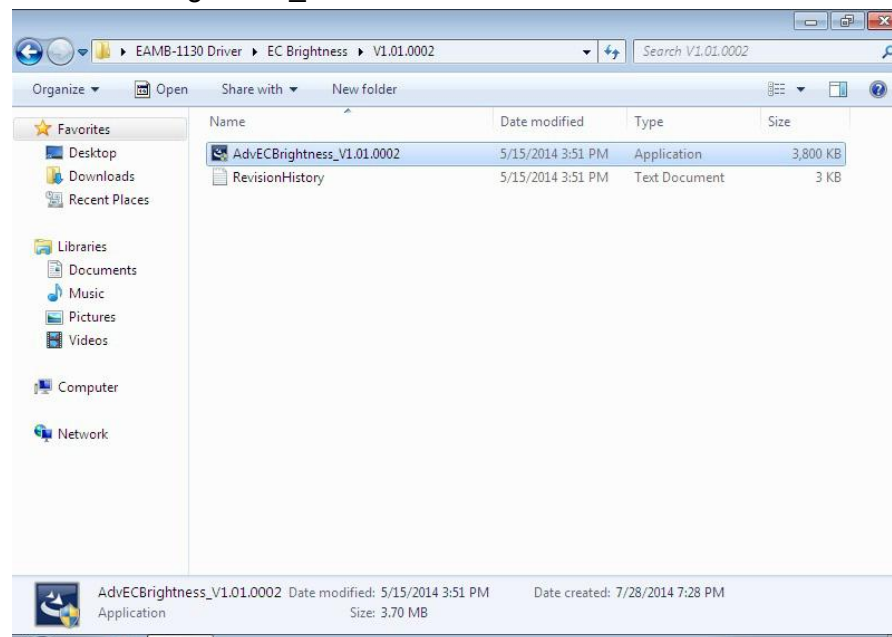 EAMB-1130 Driver EC Brightness V1.01.0002 Search V1.01.0002
Organize Open Share with New folder
Name Date modified Type Size
Favorites
Desktop
Downloads
Recent Places
Libraries
Documents
Music
Pictures
Videos
Computer
Network
AdvECBrightness_V1.01.0002 5/15/2014 3:51 PM Application 3,800 KB
RevisionHistory 5/15/2014 3:51 PM Text Document 3 KB
AdvECBrightness_V1.01.0002 Date modified: 5/15/2014 3:51 PM Date created: 7/28/2014 7:28 PM
Application Size: 3.70 MB